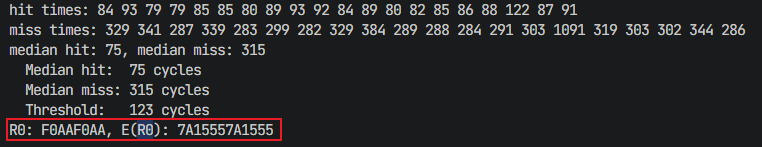 hit times: 84 93 79 79 85 85 80 89 93 92 84 89 80 82 85 86 88 122 87 91
miss times: 329 341 287 339 283 299 282 329 384 289 288 284 291 303 1091 319 303 302 344 286
median hit: 75, median miss: 315
  Median hit:  75 cycles
  Median miss: 315 cycles
  Threshold:   123 cycles
R0: F0AAF0AA, E(R0): 7A15557A1555